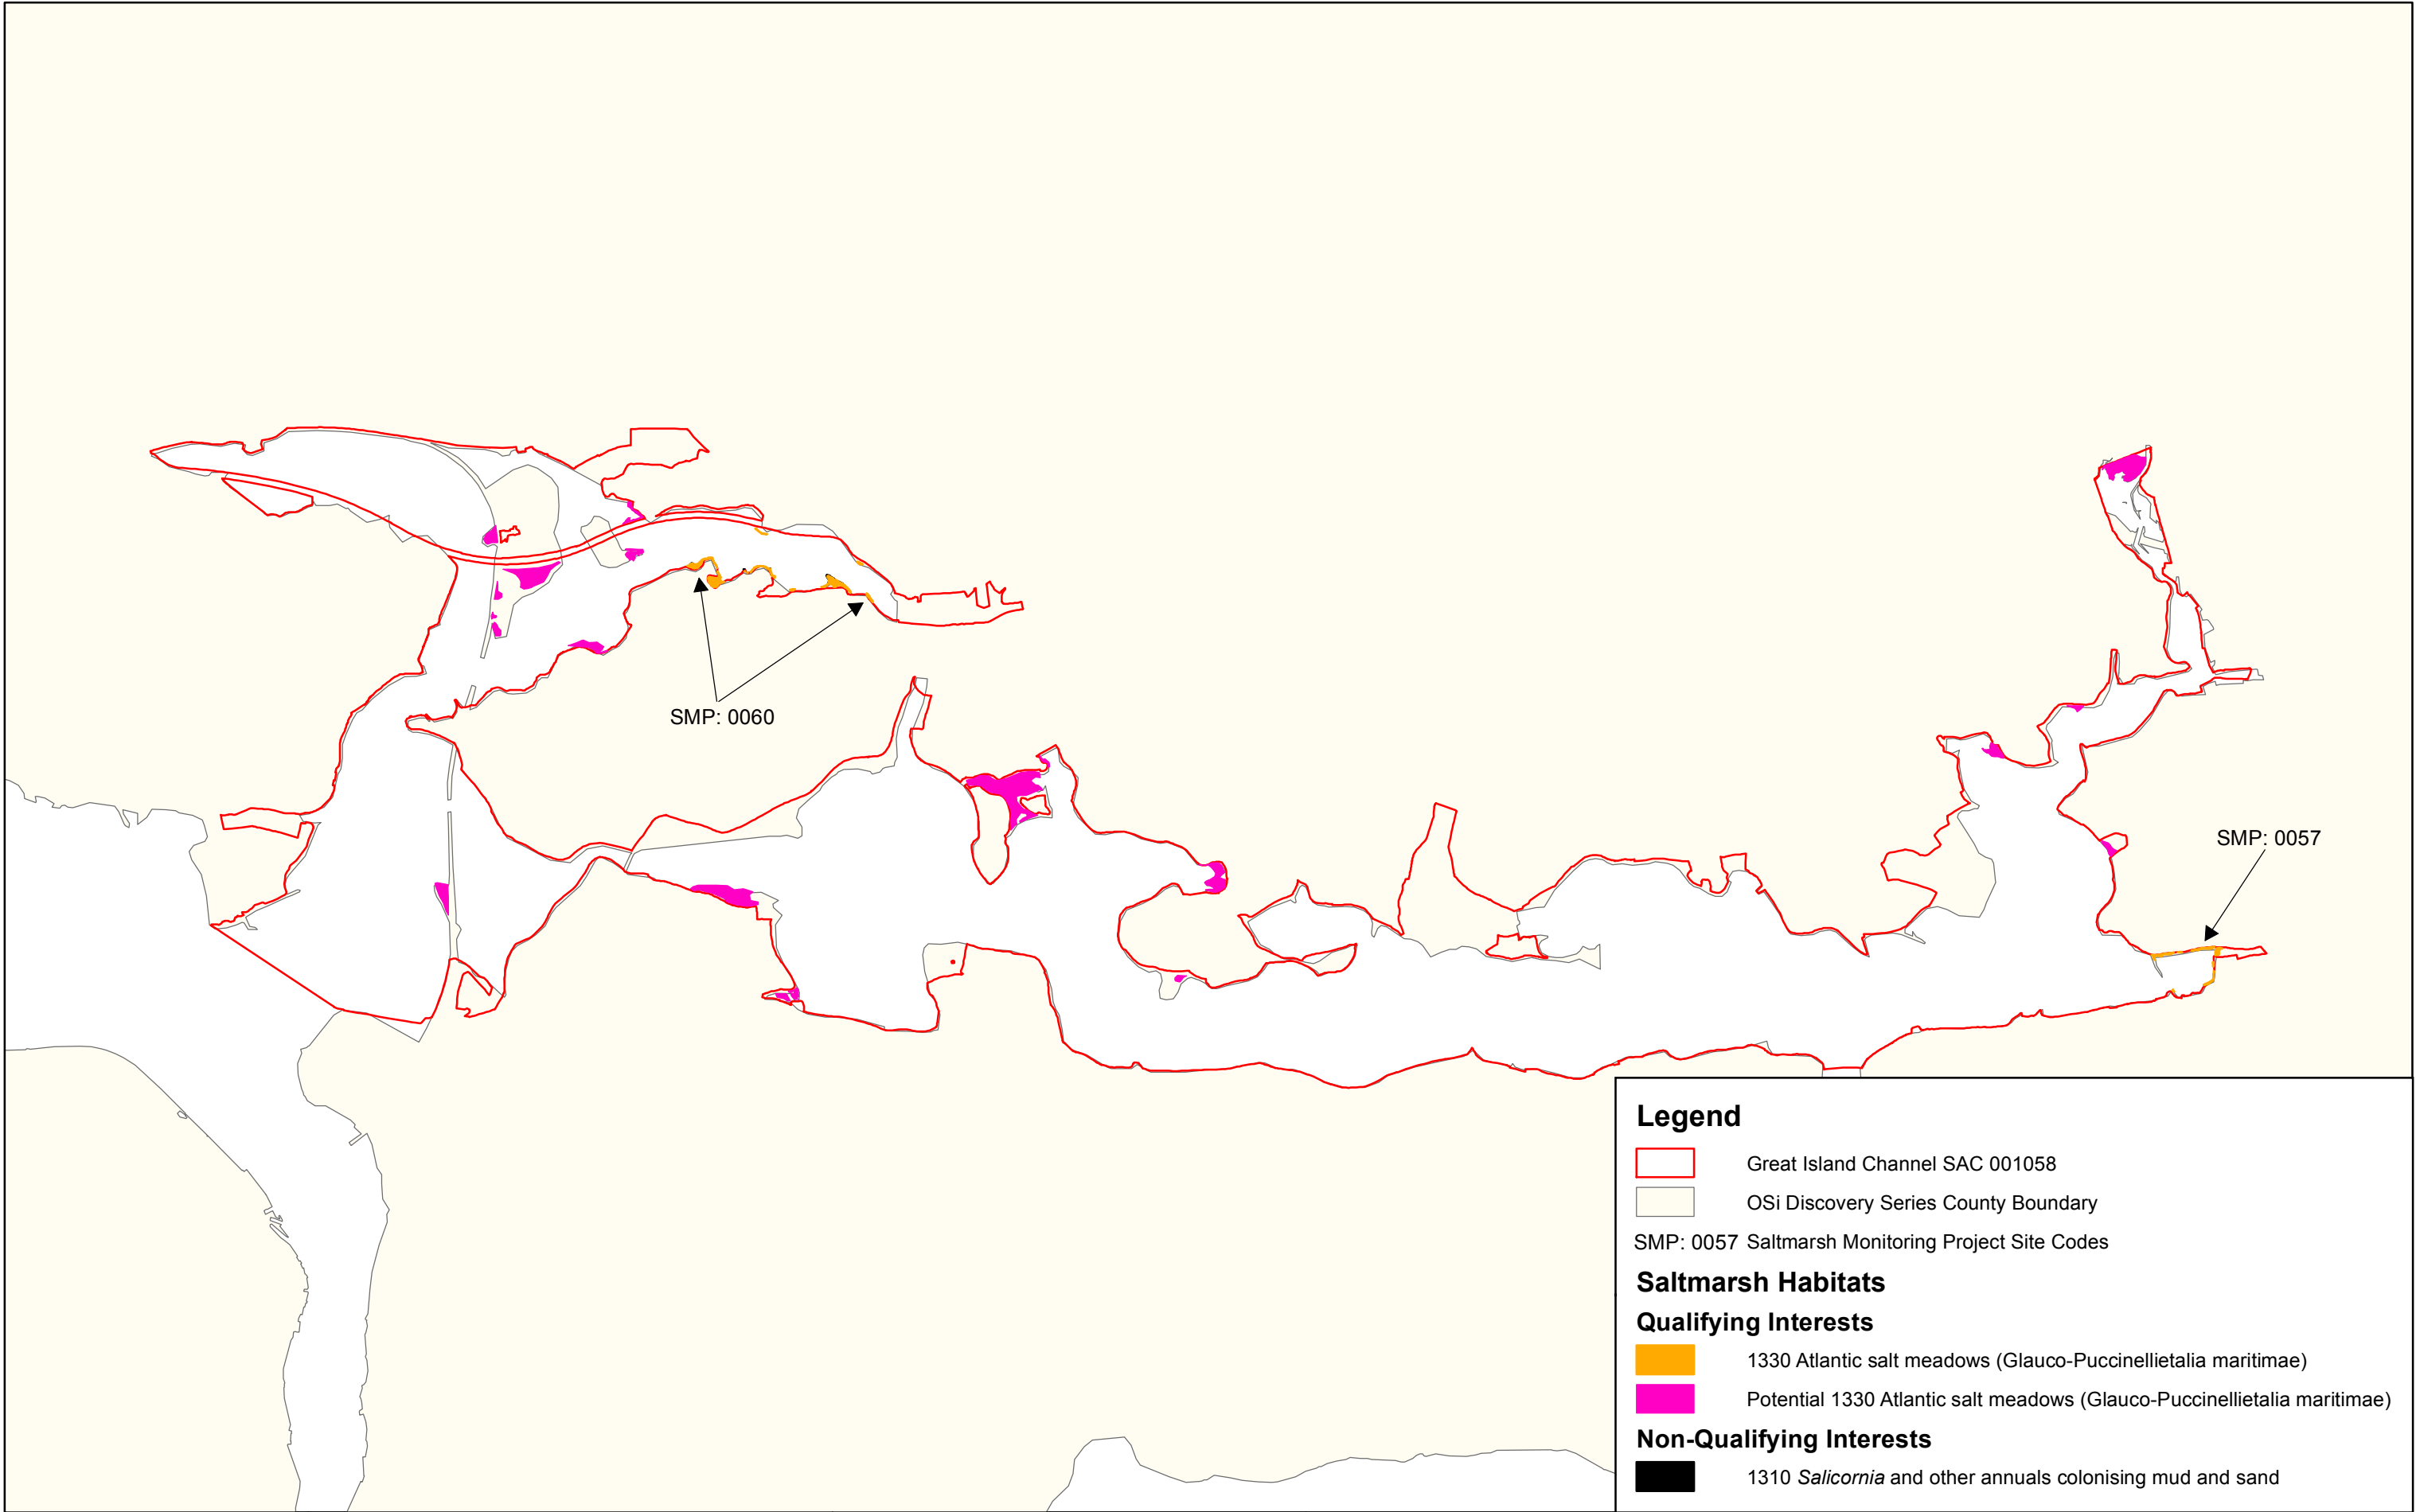 SMP: 0060
SMP: 0057
Legend
Great Island Channel SAC 001058
OSi Discovery Series County Boundary
SMP: 0057 Saltmarsh Monitoring Project Site Codes
Saltmarsh Habitats
Qualifying Interests
1330 Atlantic salt meadows (Glauco-Puccinellietalia maritimae)
Potential 1330 Atlantic salt meadows (Glauco-Puccinellietalia maritimae)
Non-Qualifying Interests
1310 Salicornia and other annuals colonising mud and sand